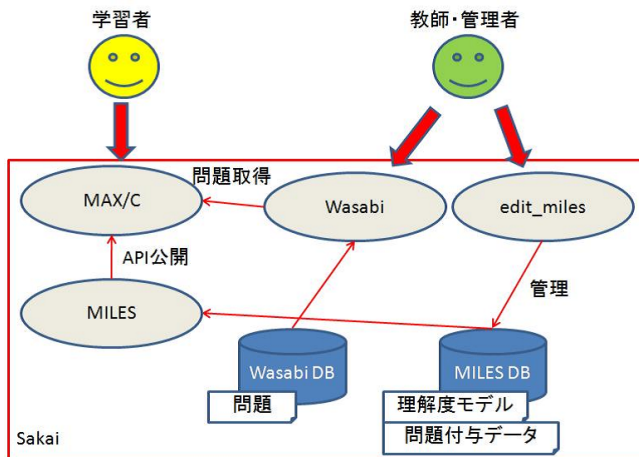 学習者
教師・管理者
MAX/C
問題取得
Wasabi
edit_miles
API公開
管理
MILES
Wasabi DB
MILES DB
問題
理解度モデル
問題付与データ
Sakai